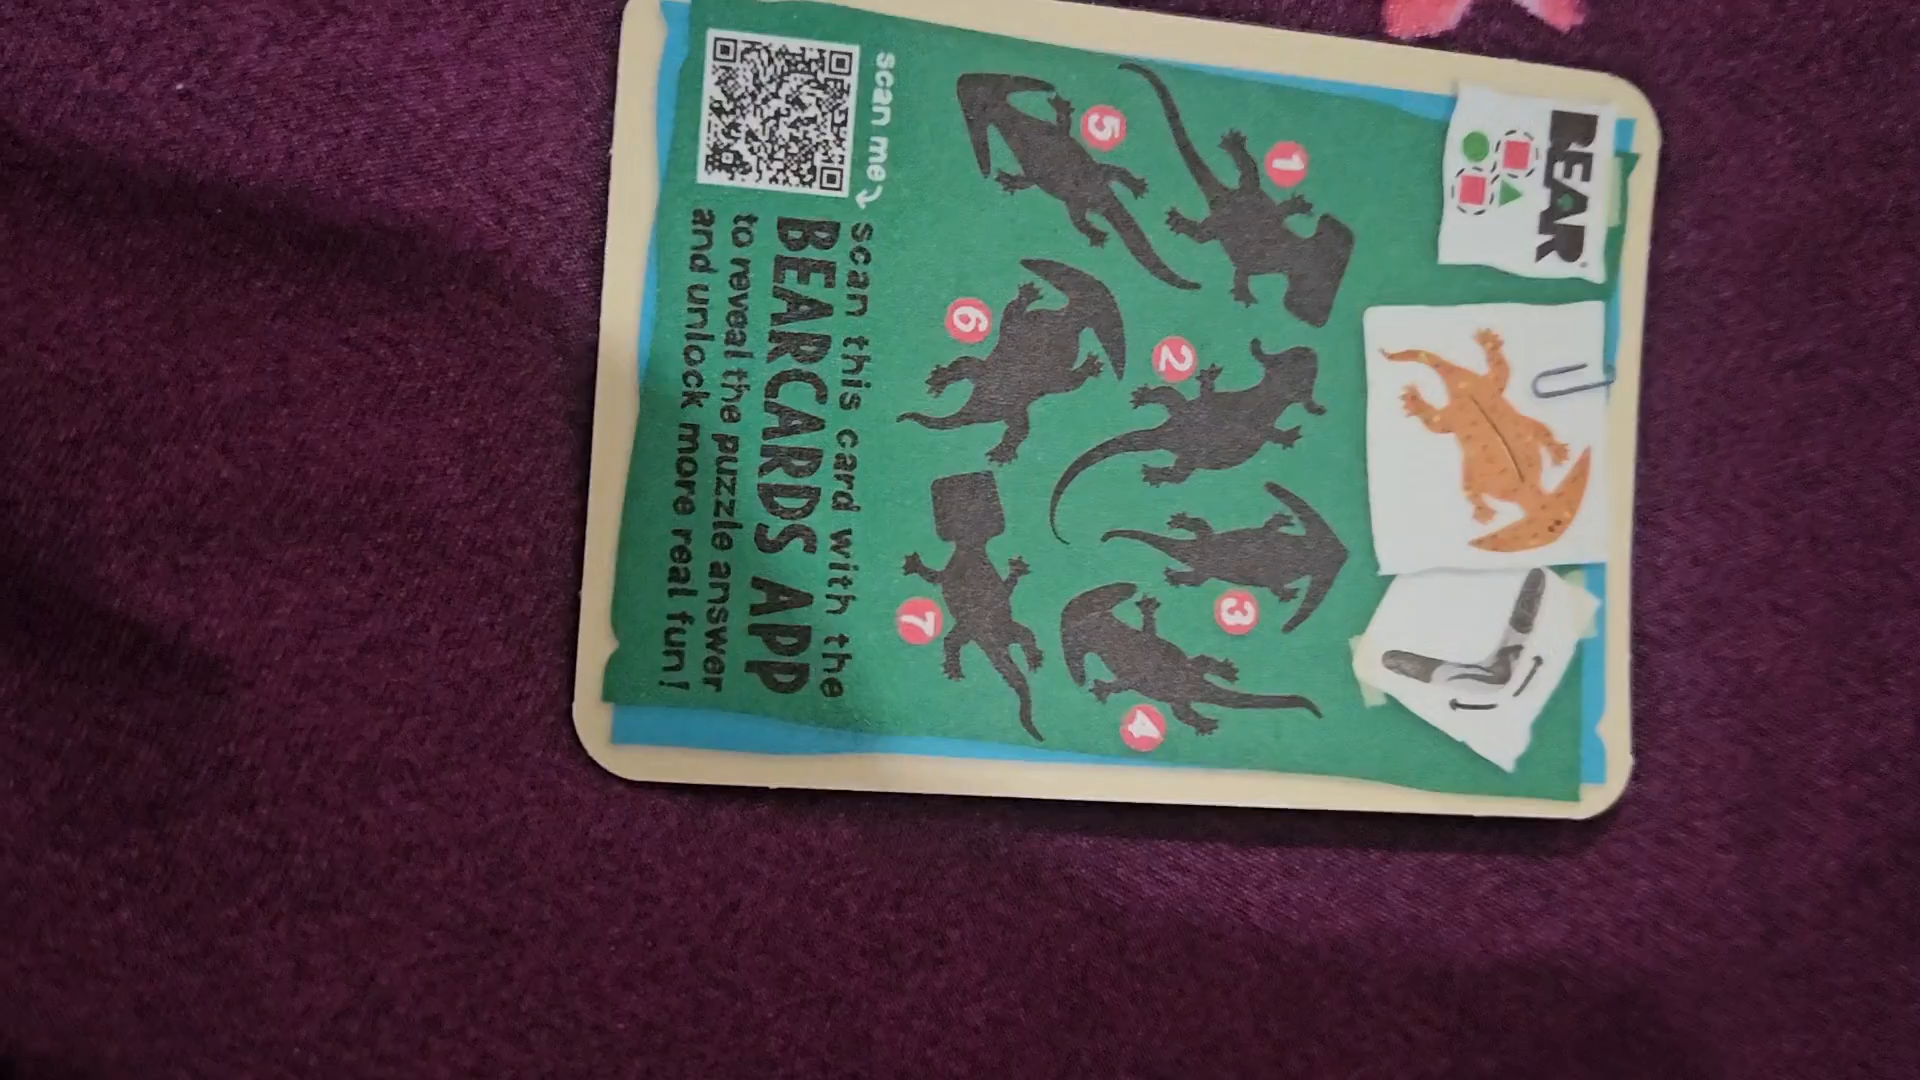 BEAR
1
2
3
4
5
6
7
scan me
scan this card with the
BEARCARDS APP
to reveal the puzzle answer
and unlock more real fun!